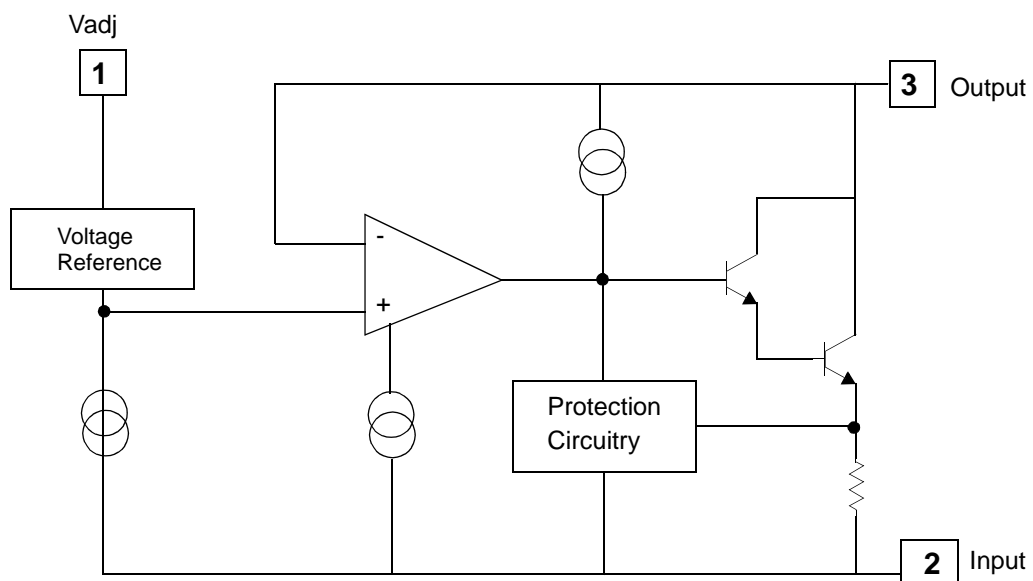 Vadj
1
3 Output
Voltage
Reference
-
+
Protection
Circuitry
2 Input